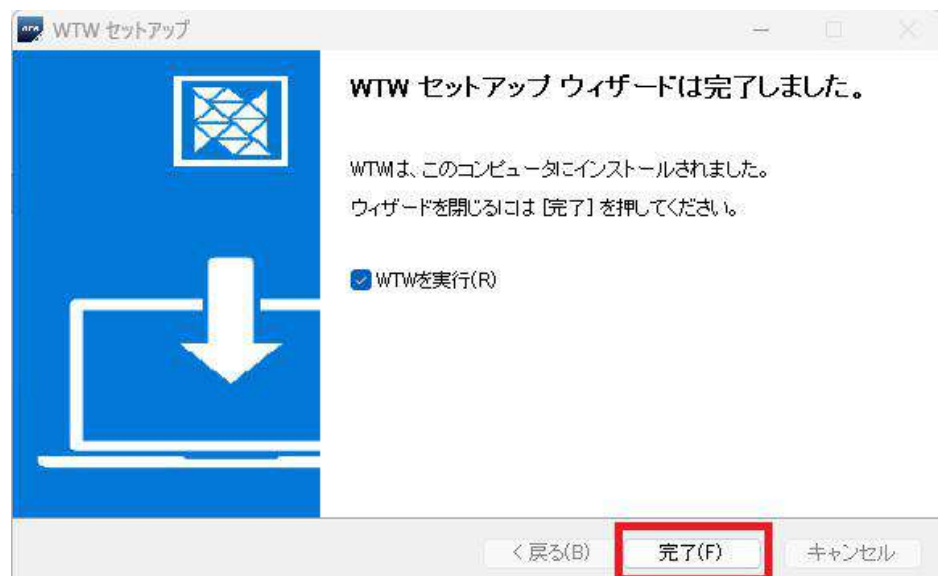 WTW セットアップ
WTW セットアップ ウィザードは完了しました。
WTWは、このコンピュータにインストールされました。
ウィザードを閉じるには [完了] を押してください。
WTWを実行(R)
< 戻る(B) 完了(F) キャンセル